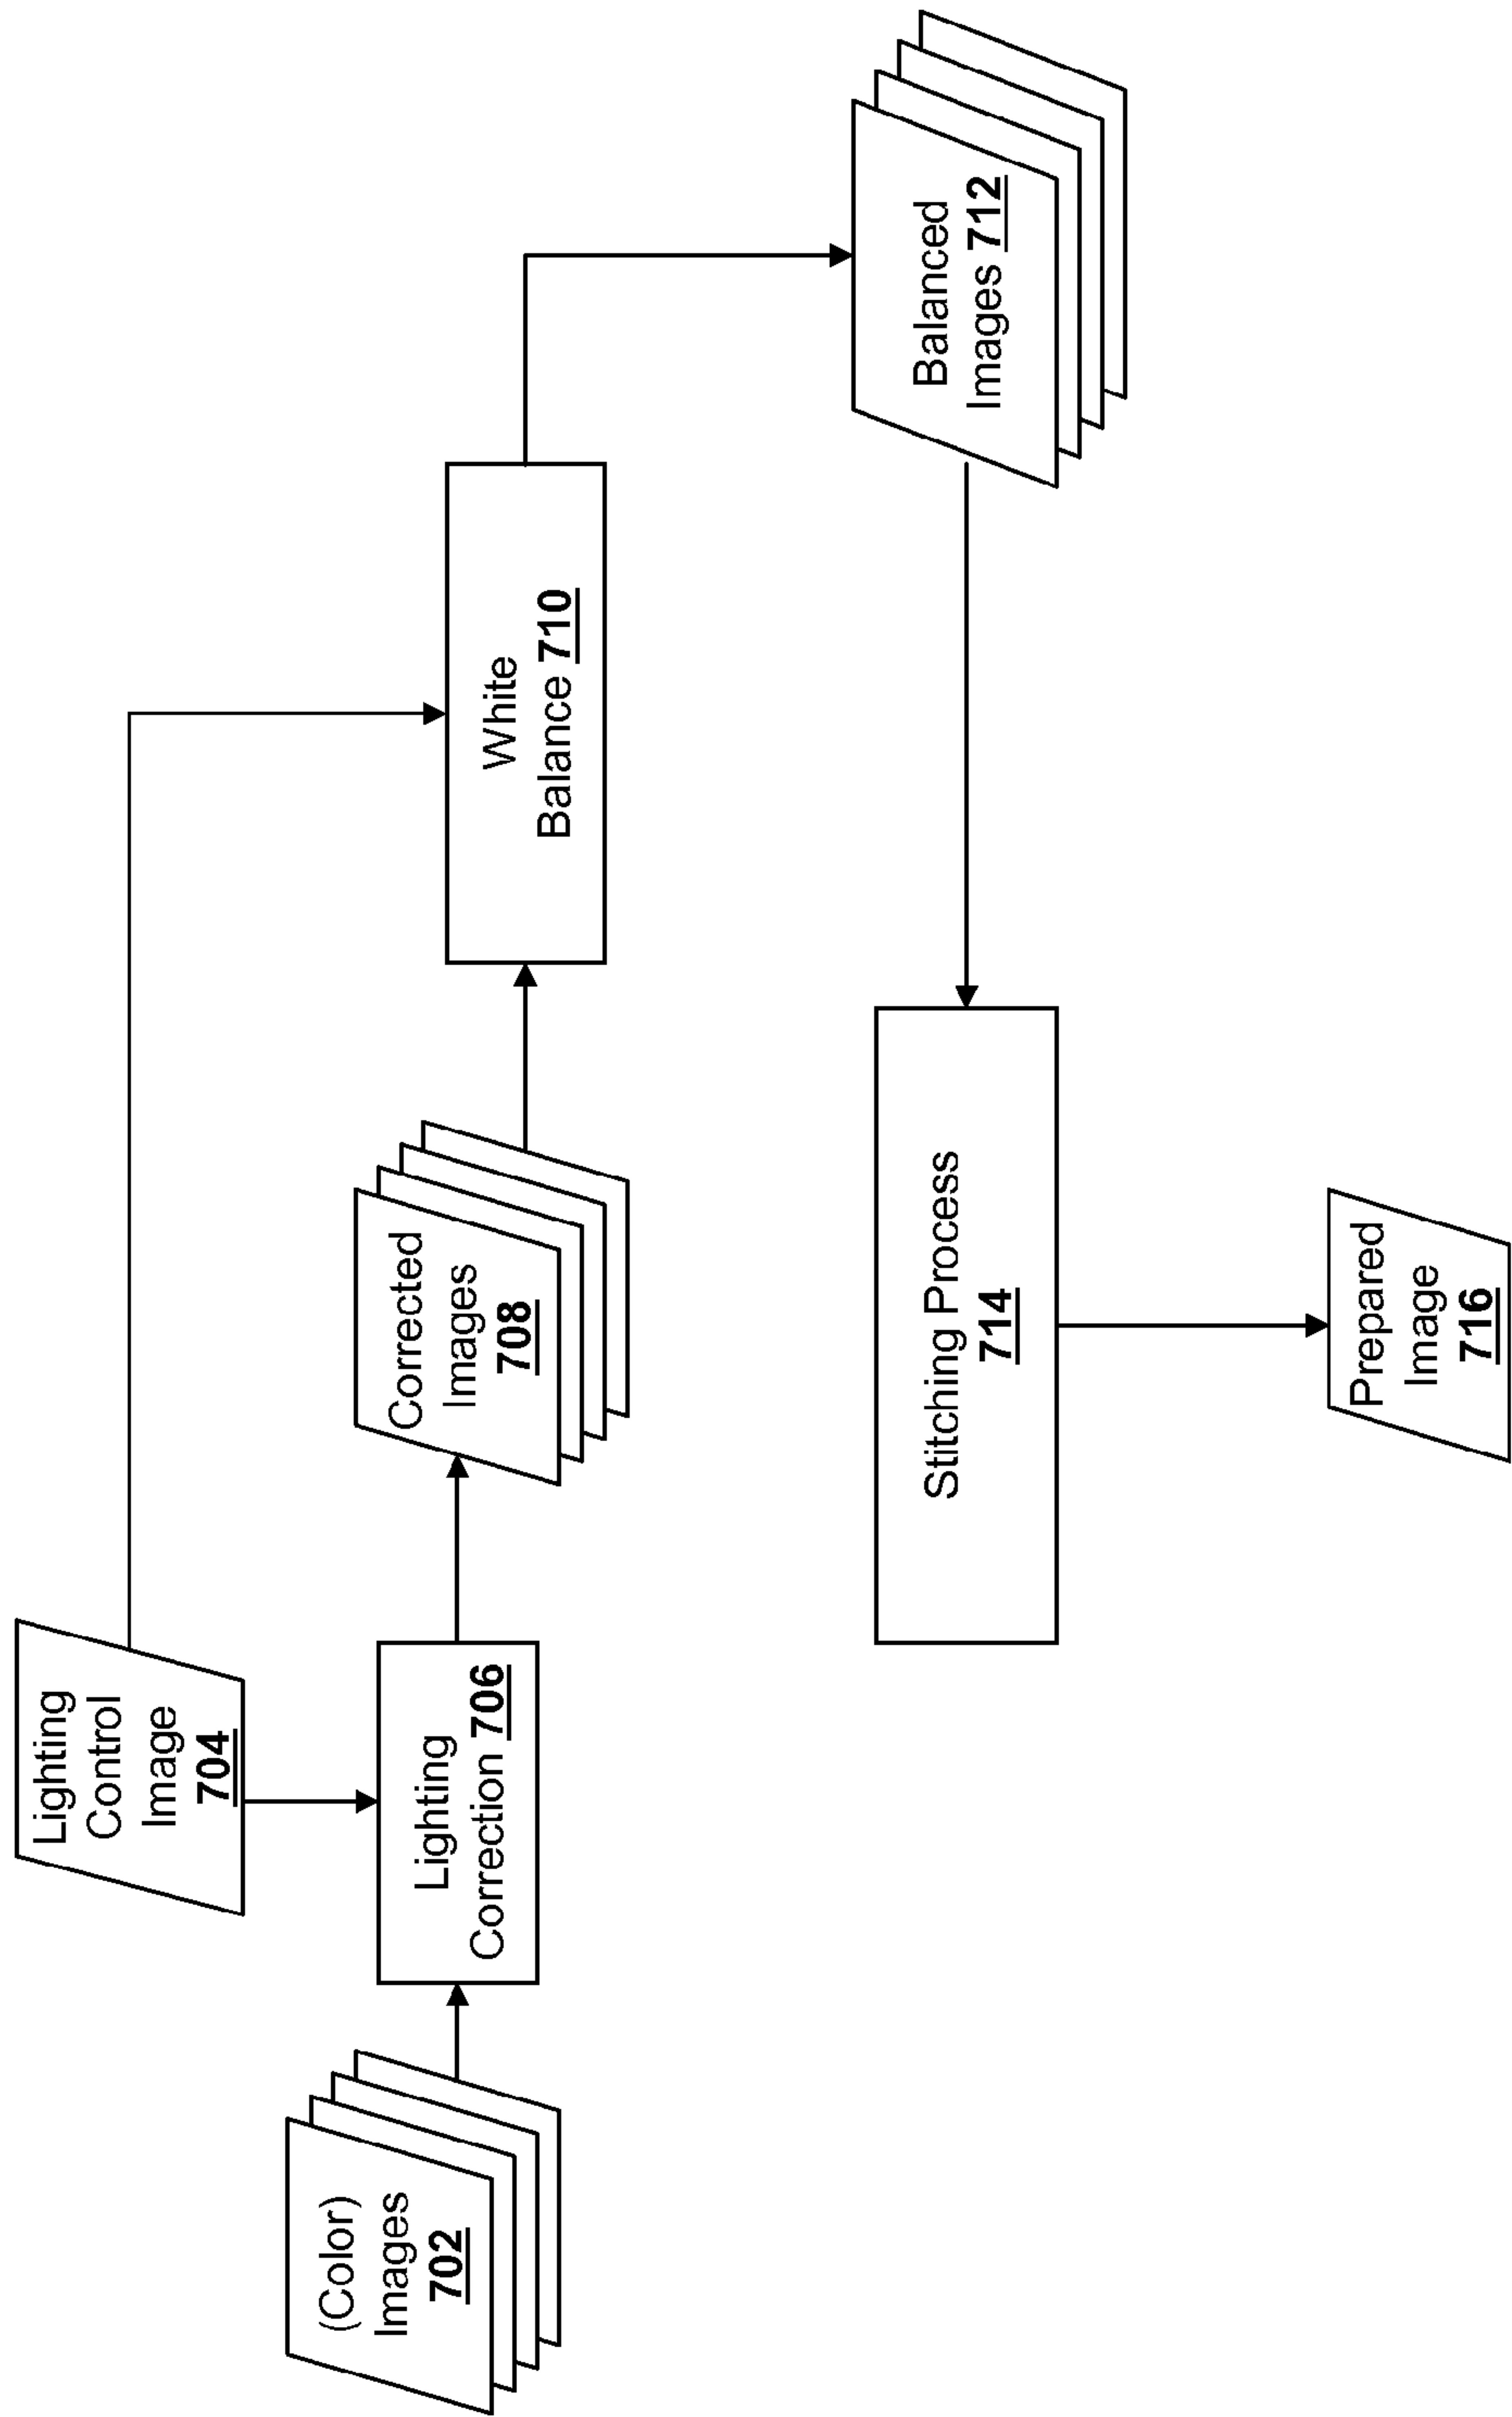 Lighting
Control
Image
704
(Color)
Images
702
Lighting
Correction 706
Corrected
Images
708
White
Balance 710
Balanced
Images 712
Stitching Process
714
Prepared
Image
716